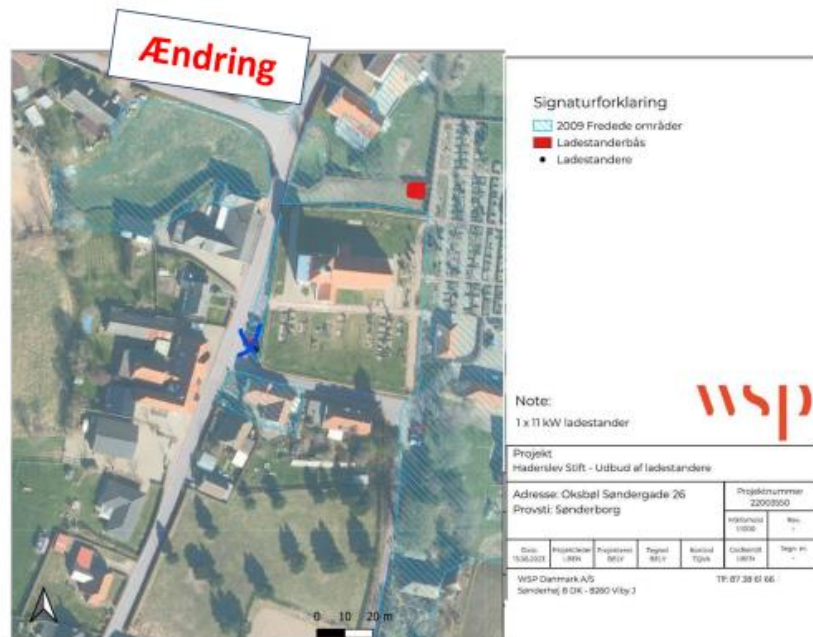 Ændring
Signaturforklaring
2009 Fredede områder
Ladestanderbås
Ladestandere
Note:
1 x 11 kW ladestander
wsp
Projekt
Haderslev Stift - Udbud af ladestandere
Adresse: Oksbøl Søndergade 26
Provsti: Sønderborg
Projektnummer
22003550
WSP Danmark A/S
Sønderhøj 8 DK - 8260 Viby J
Tlf: 87 38 61 66
0 10 20 m